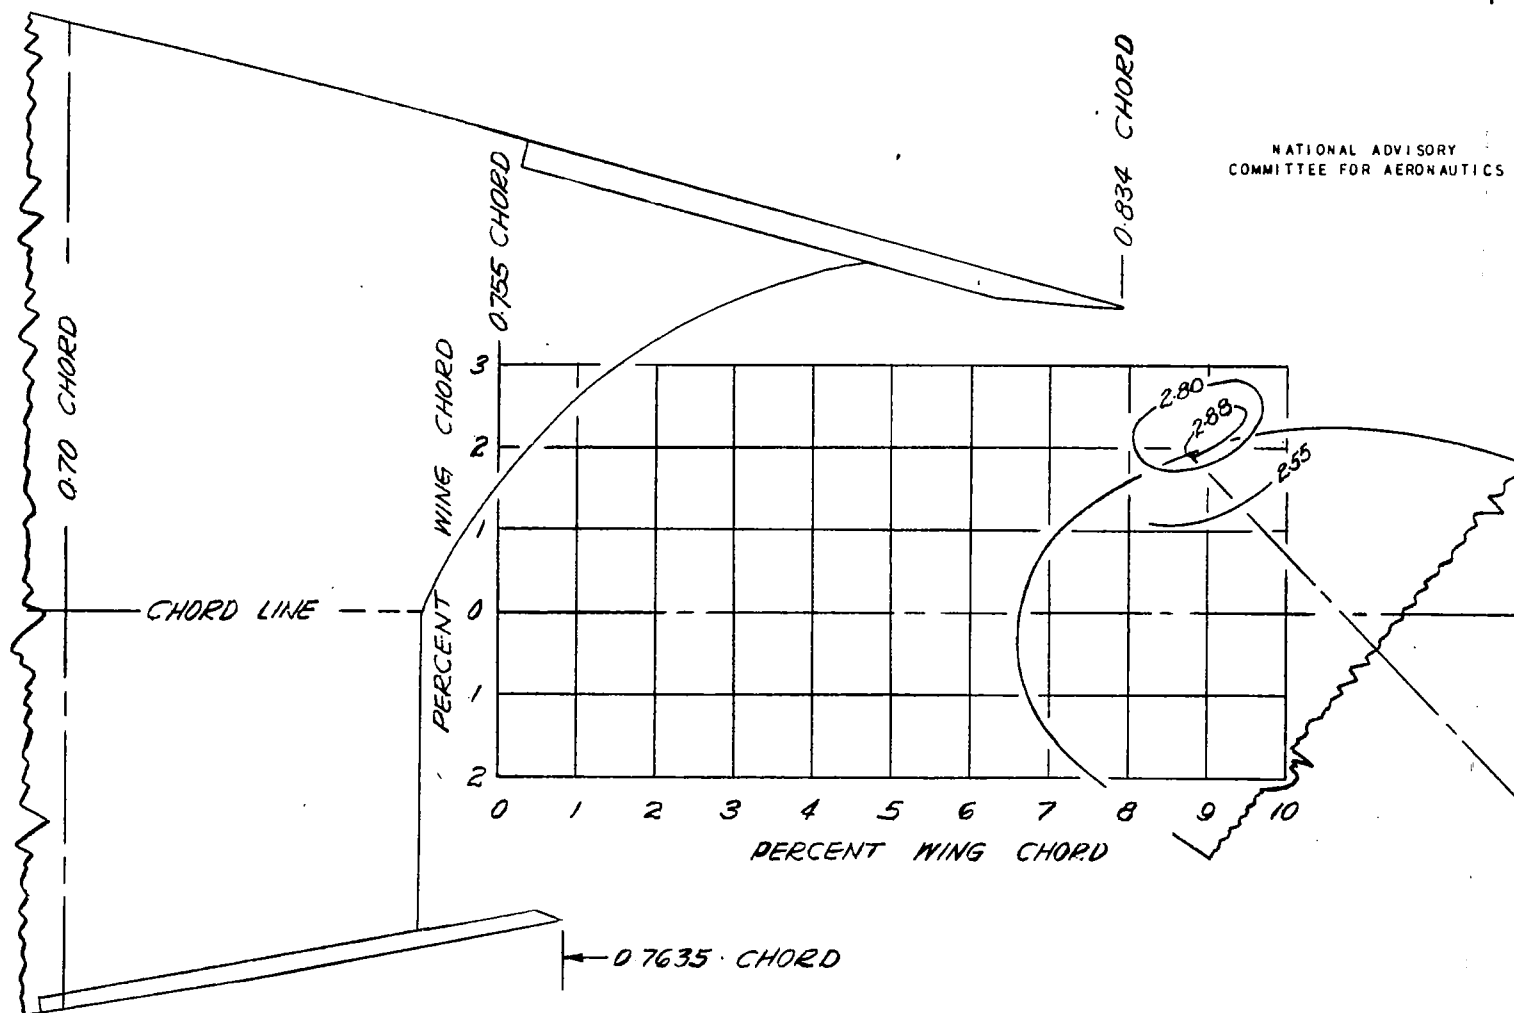 NATIONAL ADVISORY
COMMITTEE FOR AERONAUTICS
0.834 CHORD
0.755 CHORD
0.70 CHORD
PERCENT WING CHORD
3
2
1
0
1
2
2.80
2.88
2.55
CHORD LINE
PERCENT
0 1 2 3 4 5 6 7 8 9 10
PERCENT WING CHORD
0.7635 CHORD